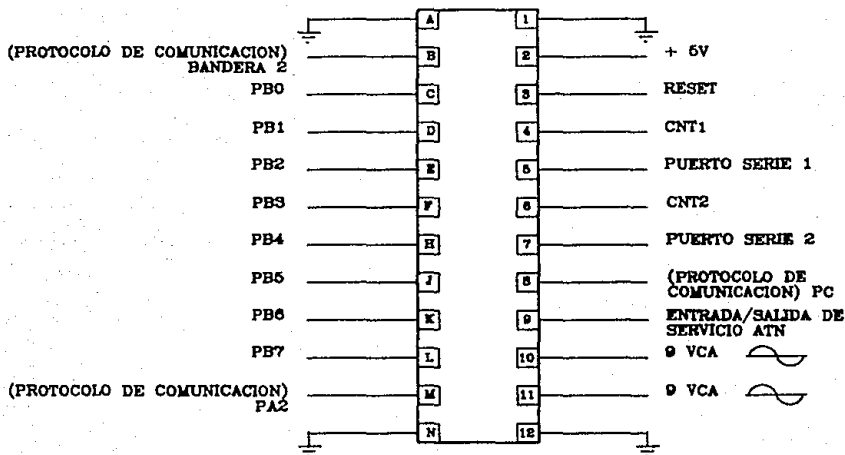 A 1
(PROTOCOLO DE COMUNICACION) B 2 + 5V
BANDERA 2
PB0 C 3 RESET
PB1 D 4 CNT1
PB2 E 5 PUERTO SERIE 1
PB3 F 6 CNT2
PB4 H 7 PUERTO SERIE 2
PB5 J 8 (PROTOCOLO DE
COMUNICACION) PC
PB6 K 9 ENTRADA/SALIDA DE
SERVICIO ATN
PB7 L 10 9 VCA
(PROTOCOLO DE COMUNICACION) M 11 9 VCA
PA2
N 12